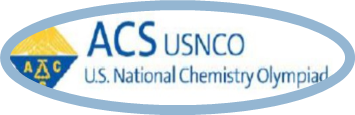 ACS USNCO
U.S. National Chemistry Olympiad
A C
C
S